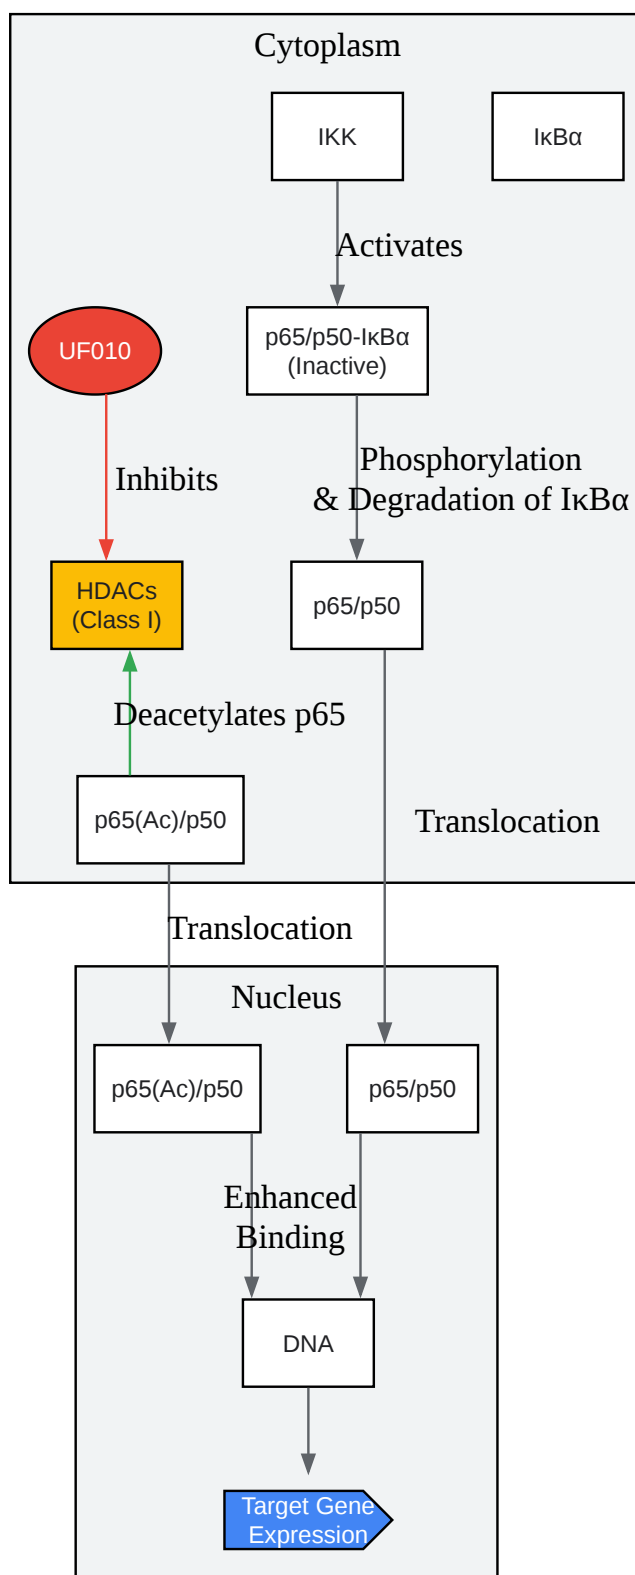 Cytoplasm
IKK
IκBα
Activates
UF010
p65/p50-IκBα
(Inactive)
Inhibits
Phosphorylation
& Degradation of IκBα
HDACs
(Class I)
p65/p50
Deacetylates p65
p65(Ac)/p50
Translocation
Translocation
Nucleus
p65(Ac)/p50
p65/p50
Enhanced
Binding
DNA
Target Gene
Expression